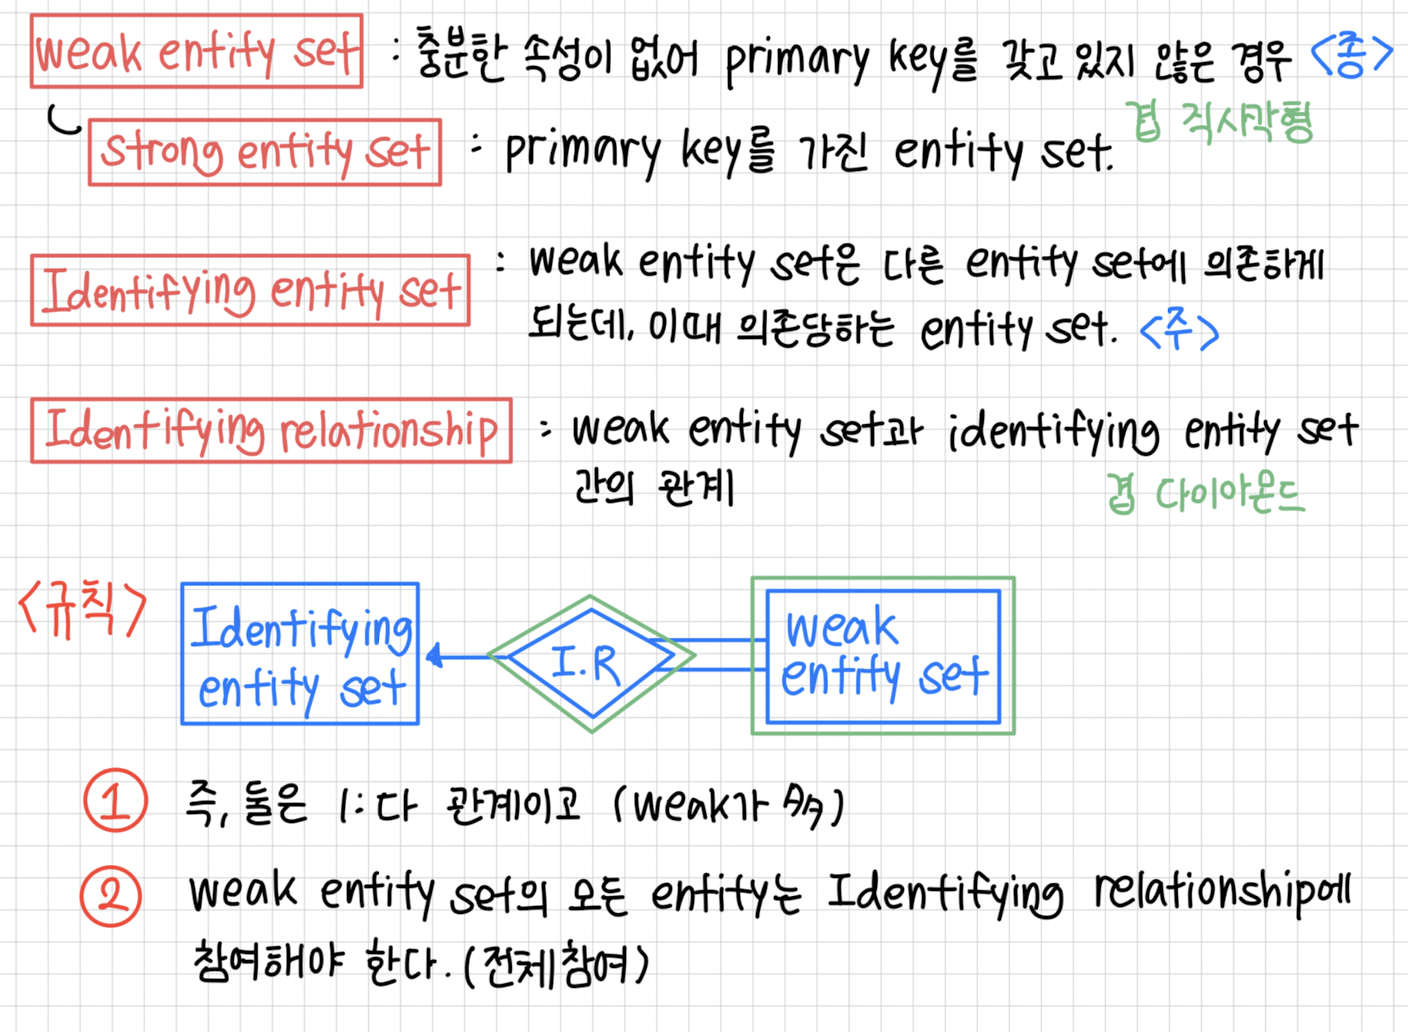 weak entity set : 충분한 속성이 없어 primary key를 갖고 있지 않은 경우 <종>
겹 직사각형
strong entity set : primary key를 가진 entity set.
Identifying entity set : weak entity set은 다른 entity set에 의존하게
되는데, 이때 의존당하는 entity set. <주>
Identifying relationship : weak entity set과 identifying entity set
간의 관계
겹 다이아몬드
<규칙>
Identifying
entity set
I.R
weak
entity set
① 즉, 둘은 1:다 관계이고 (weak가 多)
② weak entity set의 모든 entity는 Identifying relationship에
참여해야 한다. (전체참여)